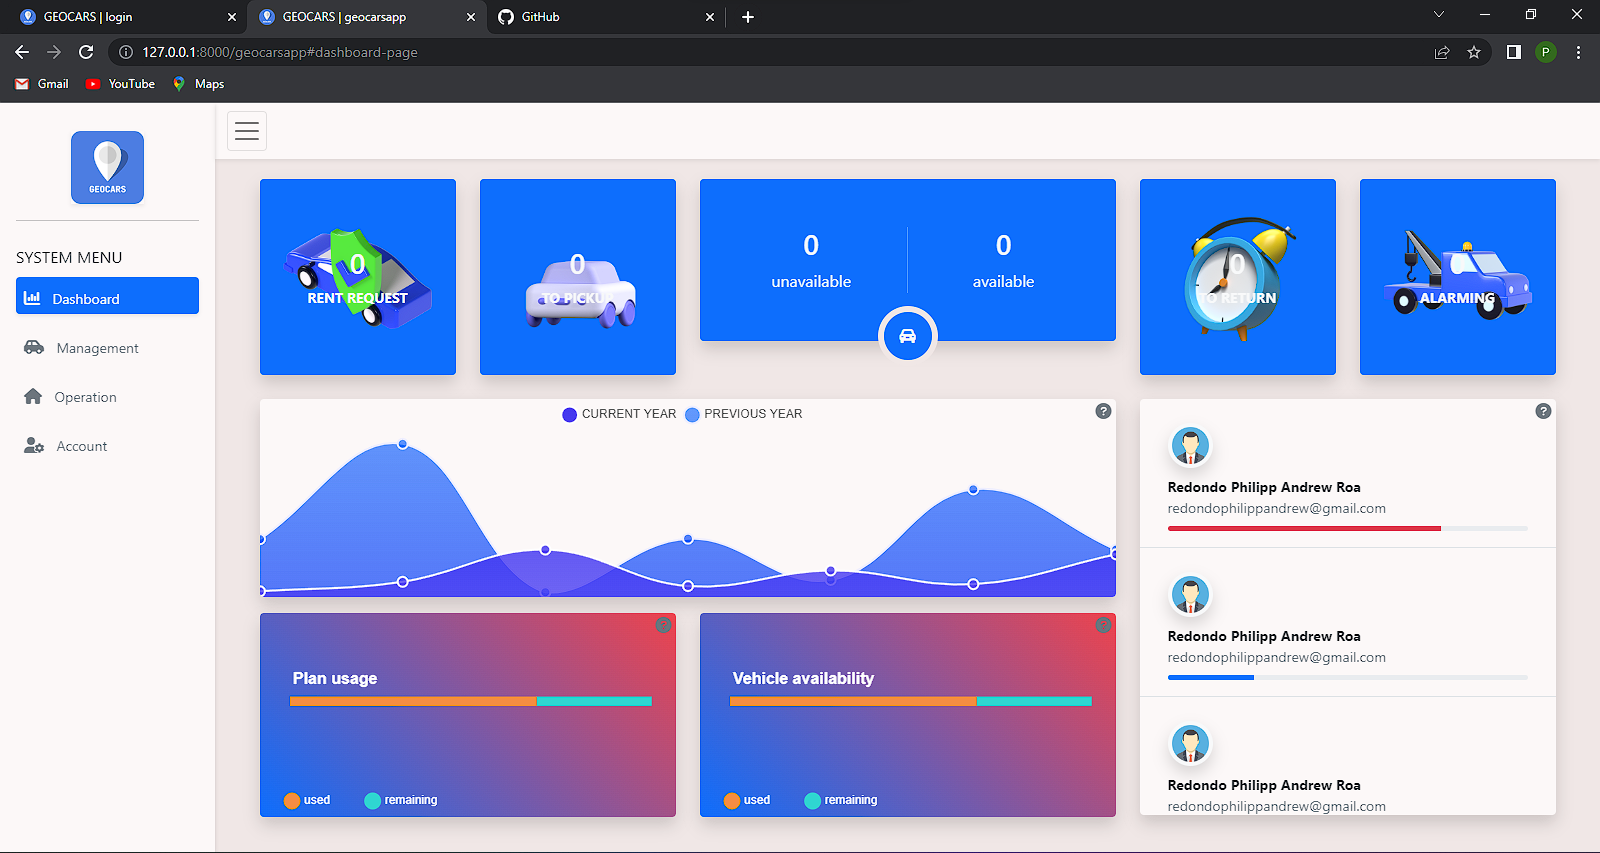 GEOCARS | login
GEOCARS | geocarsapp
GitHub
127.0.0.1:8000/geocarsapp#dashboard-page
P
Gmail
YouTube
Maps
GEOCARS
SYSTEM MENU
Dashboard
Management
Operation
Account
0
RENT REQUEST
0
TO PICKUP
0
unavailable
0
available
0
TO RETURN
ALARMING
CURRENT YEAR
PREVIOUS YEAR
?
Plan usage
used
remaining
?
Vehicle availability
used
remaining
?
?
Redondo Philipp Andrew Roa
redondophilippandrew@gmail.com
Redondo Philipp Andrew Roa
redondophilippandrew@gmail.com
Redondo Philipp Andrew Roa
redondophilippandrew@gmail.com